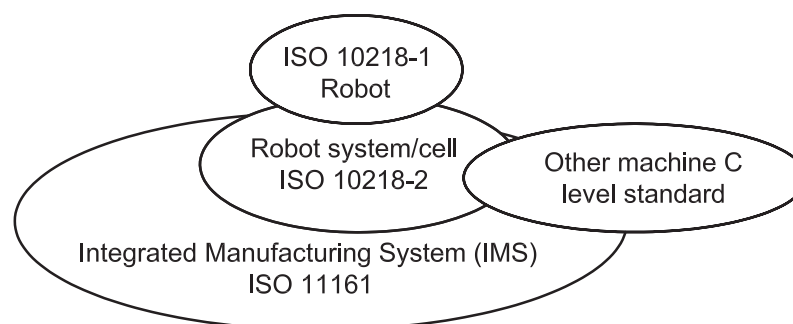 ISO 10218-1
Robot
Robot system/cell
ISO 10218-2
Other machine C
level standard
Integrated Manufacturing System (IMS)
ISO 11161